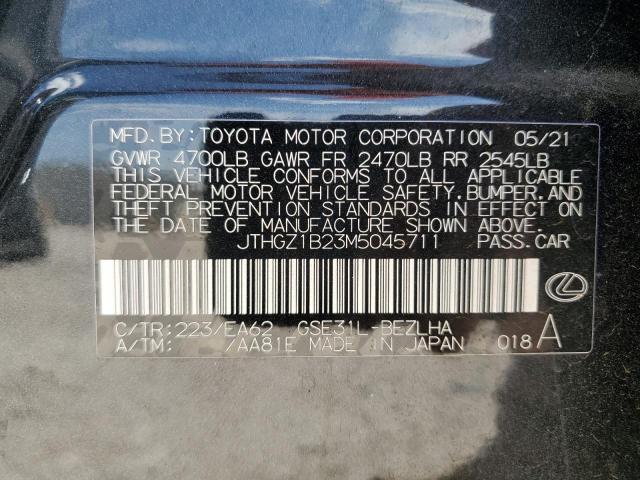 MFD.BY:TOYOTA MOTOR CORPORATION 05/21
GVWR 4700LB GAWR FR 2470LB RR 2545LB
THIS VEHICLE CONFORMS TO ALL APPLICABLE
FEDERAL MOTOR VEHICLE SAFETY,BUMPER,AND
THEFT PREVENTION STANDARDS IN EFFECT ON
THE DATE OF MANUFACTURE SHOWN ABOVE.
JTHGZ1B23M5045711 PASS.CAR
C/TR:223/EA62 GSE31L-BEZLHA
A/TM: /AA81E MADE IN JAPAN 018 A